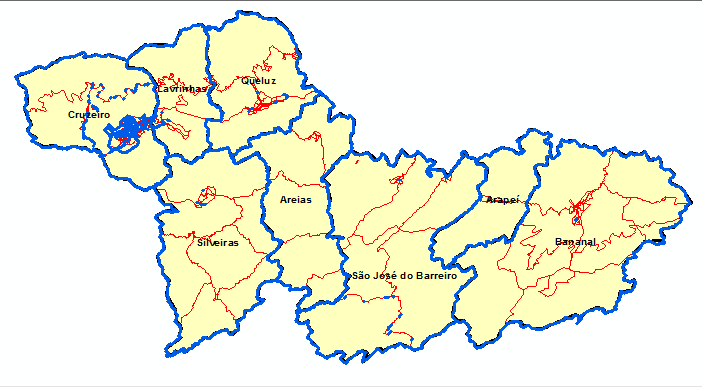 Queluz
Lavrinhas
Cruzeiro
Areias
Arapeí
Silveiras
Bananal
São José do Barreiro